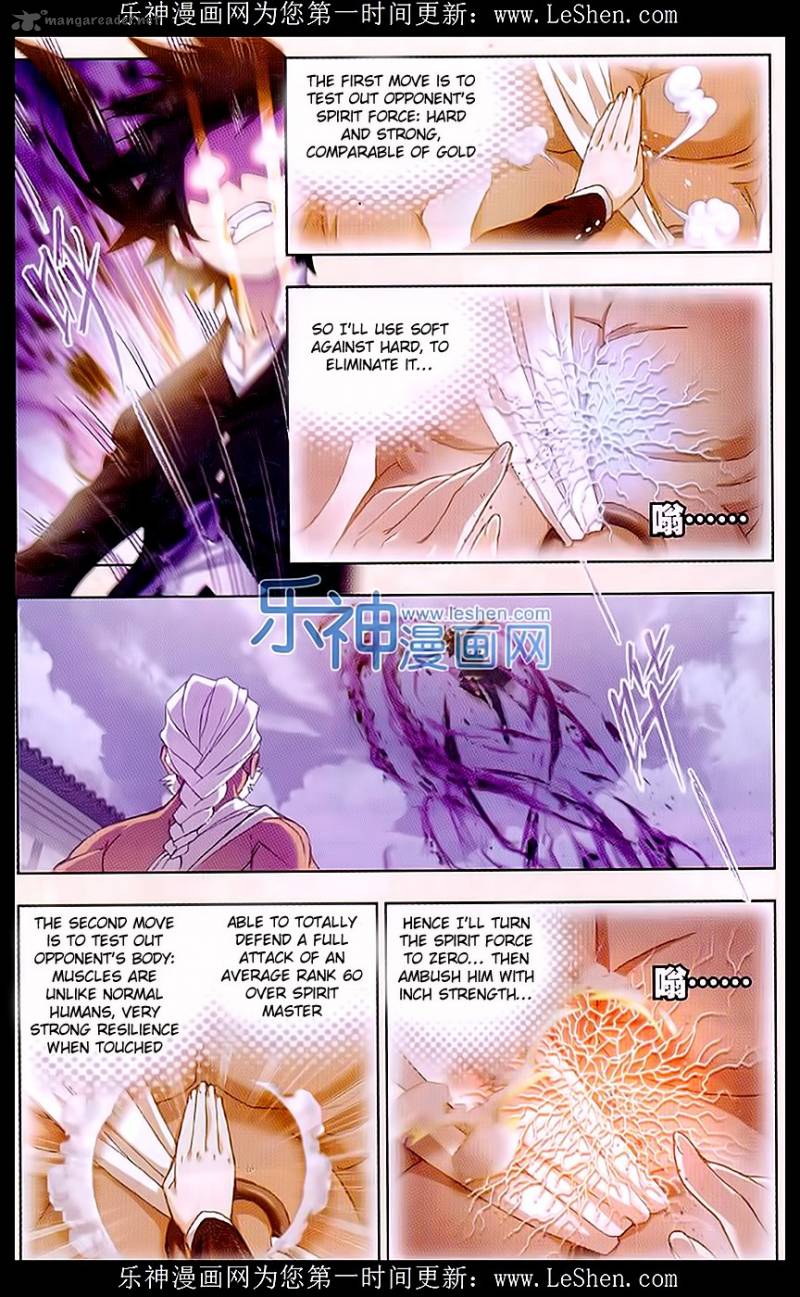 乐神漫画网为您第一时间更新：www.LeShen.com
mangareader.net
THE FIRST MOVE IS TO
TEST OUT OPPONENT'S
SPIRIT FORCE: HARD
AND STRONG,
COMPARABLE OF GOLD
SO I'LL USE SOFT
AGAINST HARD, TO
ELIMINATE IT...
嗡......
www.leshen.com
乐神漫画网
THE SECOND MOVE
IS TO TEST OUT
OPPONENT'S BODY:
MUSCLES ARE
UNLIKE NORMAL
HUMANS, VERY
STRONG RESILIENCE
WHEN TOUCHED
ABLE TO TOTALLY
DEFEND A FULL
ATTACK OF AN
AVERAGE RANK 60
OVER SPIRIT
MASTER
HENCE I'LL TURN
THE SPIRIT FORCE
TO ZERO... THEN
AMBUSH HIM WITH
INCH STRENGTH...
嗡......
乐神漫画网为您第一时间更新：www.LeShen.com